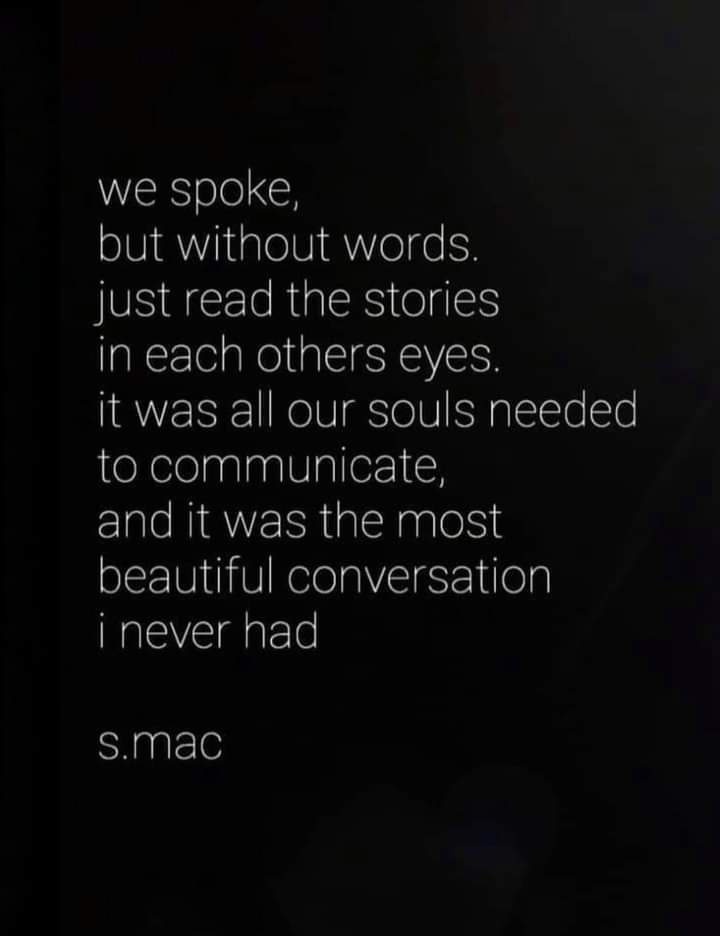 we spoke,
but without words.
just read the stories
in each others eyes.
it was all our souls needed
to communicate,
and it was the most
beautiful conversation
i never had
s.mac